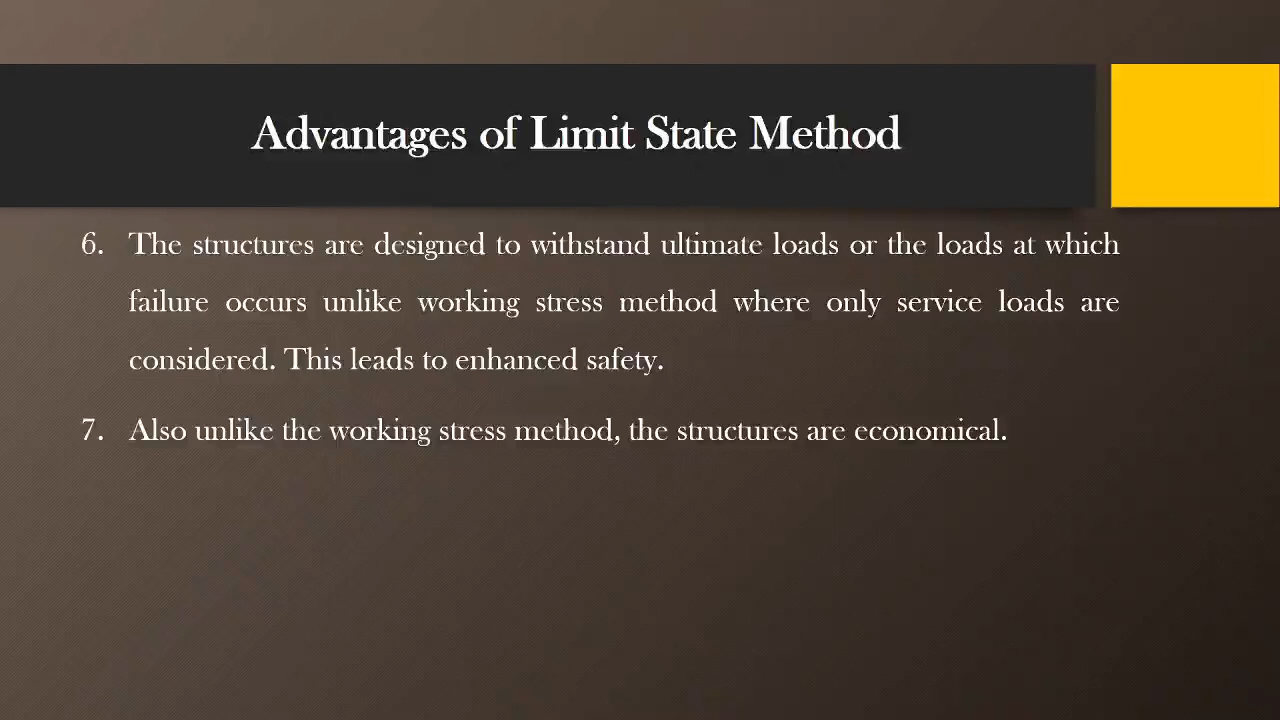 Advantages of Limit State Method
6. The structures are designed to withstand ultimate loads or the loads at which
failure occurs unlike working stress method where only service loads are
considered. This leads to enhanced safety.
7. Also unlike the working stress method, the structures are economical.